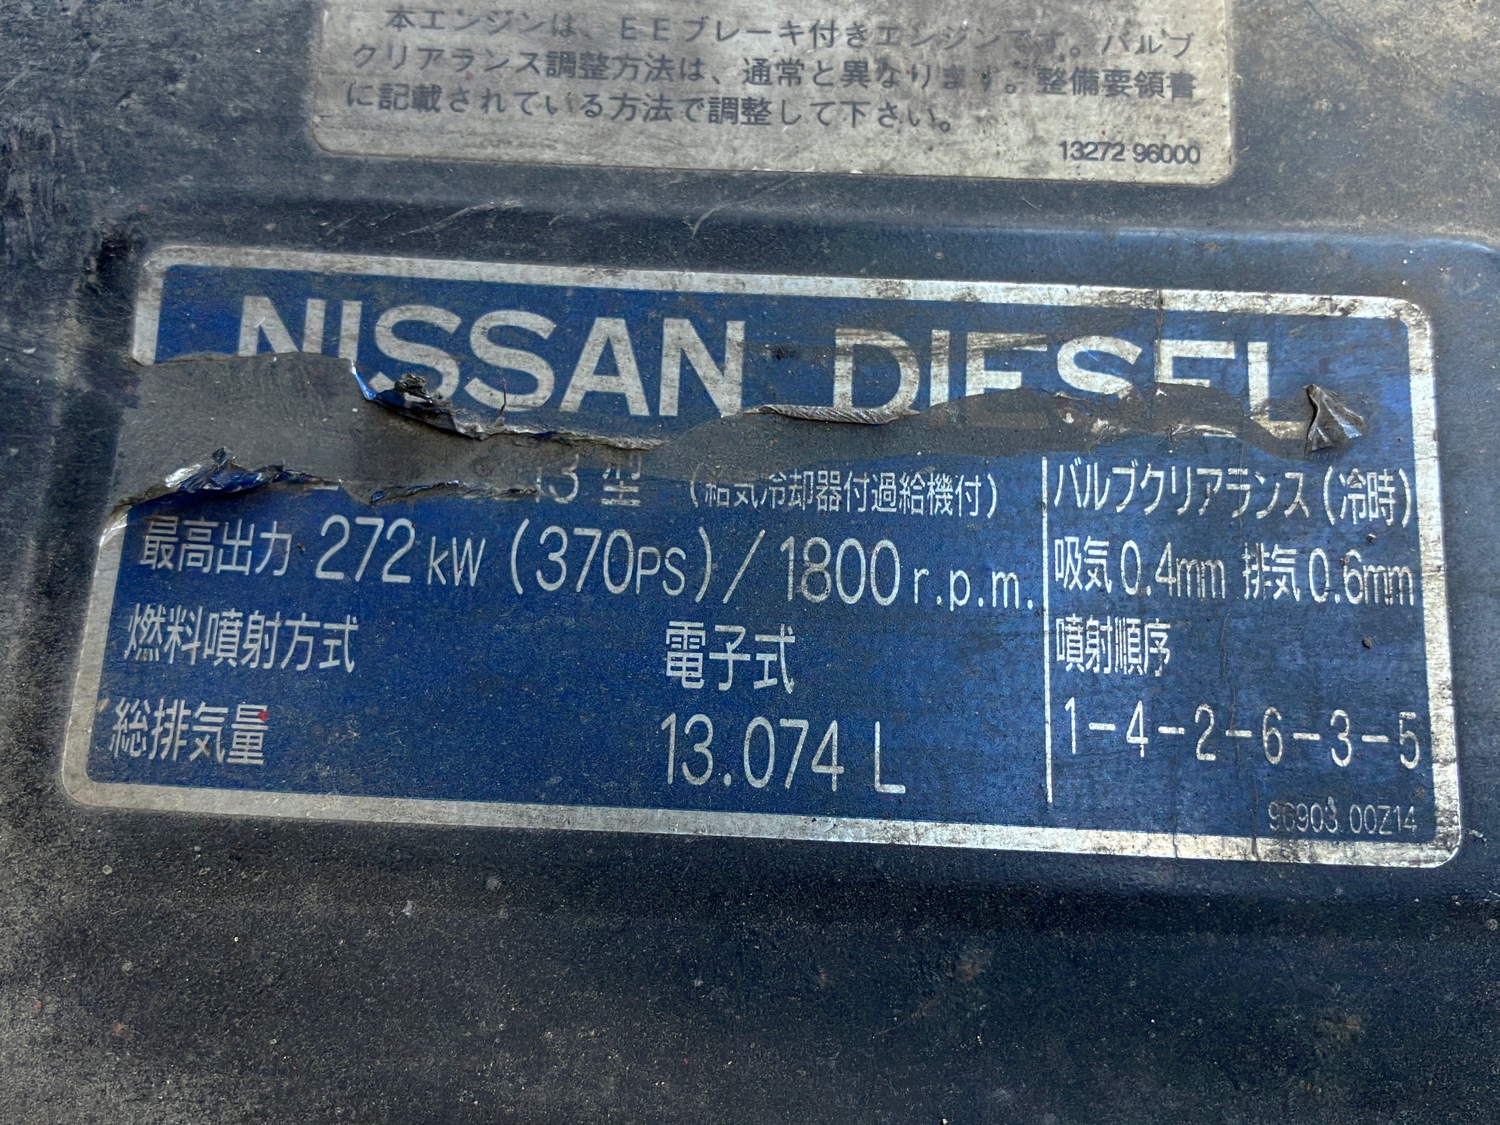 本エンジンは、EEブレーキ付きエンジンです。バルブ
クリアランス調整方法は、通常と異なります。整備要領書
に記載されている方法で調整して下さい。
13272 96000
NISSAN DIESEL
13型 (給気冷却器付過給機付)
最高出力 272kW (370PS)/1800r.p.m.
燃料噴射方式 電子式
総排気量 13.074 L
バルブクリアランス(冷時)
吸気0.4mm 排気0.6mm
噴射順序
1-4-2-6-3-5
96903 00Z14